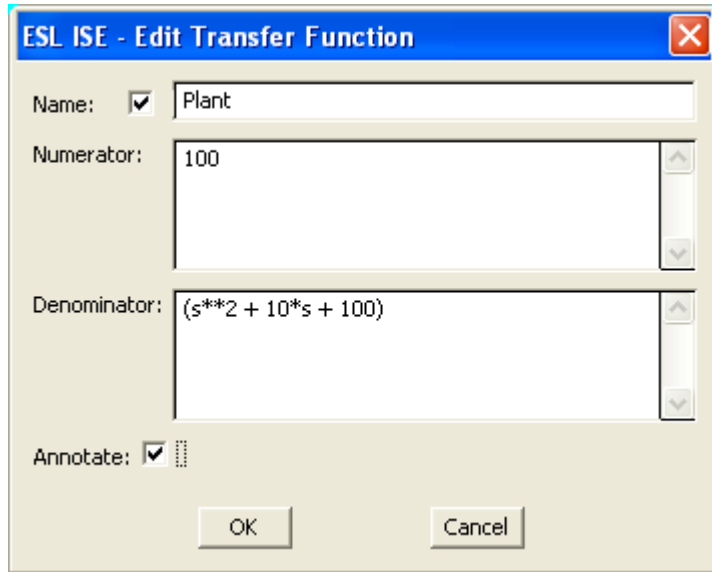 ESL ISE - Edit Transfer Function
Name: Plant
Numerator: 100
Denominator: (s**2 + 10*s + 100)
Annotate:
OK Cancel